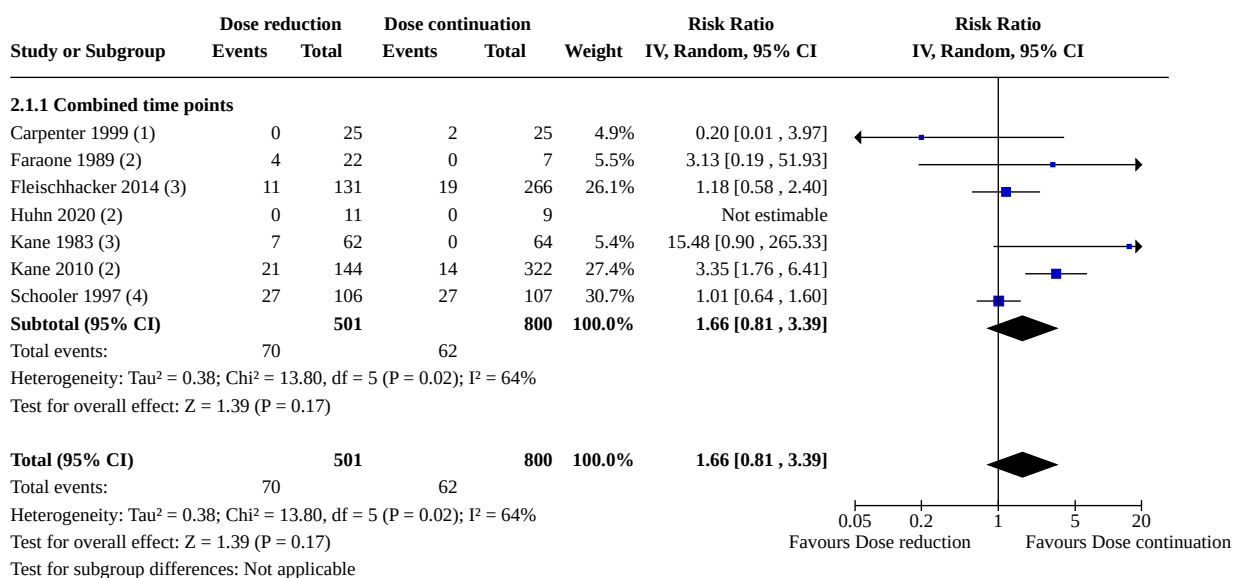 Dose reduction Dose continuation Risk Ratio Risk Ratio
Study or Subgroup Events Total Events Total Weight IV, Random, 95% CI IV, Random, 95% CI
2.1.1 Combined time points
Carpenter 1999 (1) 0 25 2 25 4.9% 0.20 [0.01 , 3.97]
Faraone 1989 (2) 4 22 0 7 5.5% 3.13 [0.19 , 51.93]
Fleischhacker 2014 (3) 11 131 19 266 26.1% 1.18 [0.58 , 2.40]
Huhn 2020 (2) 0 11 0 9 Not estimable
Kane 1983 (3) 7 62 0 64 5.4% 15.48 [0.90 , 265.33]
Kane 2010 (2) 21 144 14 322 27.4% 3.35 [1.76 , 6.41]
Schooler 1997 (4) 27 106 27 107 30.7% 1.01 [0.64 , 1.60]
Subtotal (95% CI) 501 800 100.0% 1.66 [0.81 , 3.39]
Total events: 70 62
Heterogeneity: Tau² = 0.38; Chi² = 13.80, df = 5 (P = 0.02); I² = 64%
Test for overall effect: Z = 1.39 (P = 0.17)
Total (95% CI) 501 800 100.0% 1.66 [0.81 , 3.39]
Total events: 70 62
Heterogeneity: Tau² = 0.38; Chi² = 13.80, df = 5 (P = 0.02); I² = 64%
0.05 0.2 1 5 20
Test for overall effect: Z = 1.39 (P = 0.17) Favours Dose reduction Favours Dose continuation
Test for subgroup differences: Not applicable